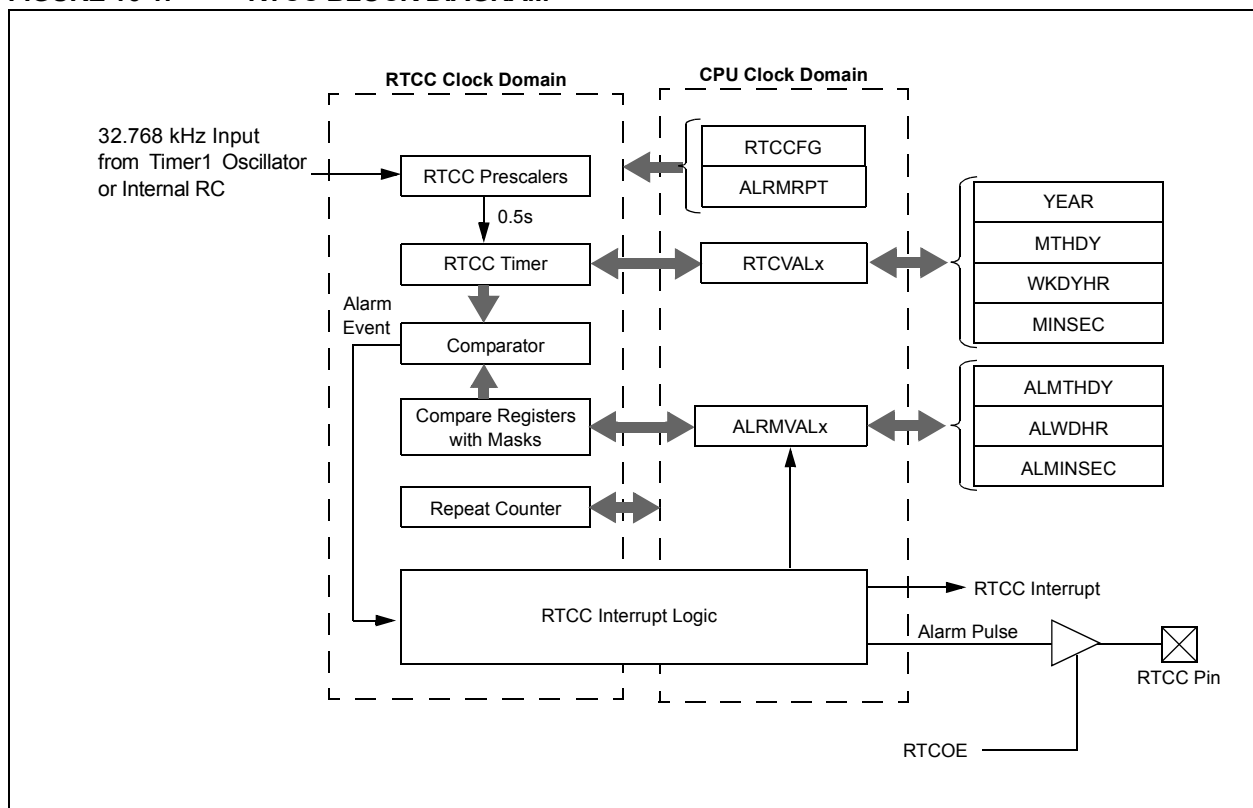 RTCC Clock Domain
CPU Clock Domain
32.768 kHz Input
from Timer1 Oscillator
or Internal RC
RTCC Prescalers
0.5s
RTCC Timer
Alarm
Event
Comparator
Compare Registers
with Masks
Repeat Counter
RTCC Interrupt Logic
RTCCFG
ALRMRPT
RTCVALx
ALRMVALx
YEAR
MTHDY
WKDYHR
MINSEC
ALMTHDY
ALWDHR
ALMINSEC
RTCC Interrupt
Alarm Pulse
RTCC Pin
RTCOE